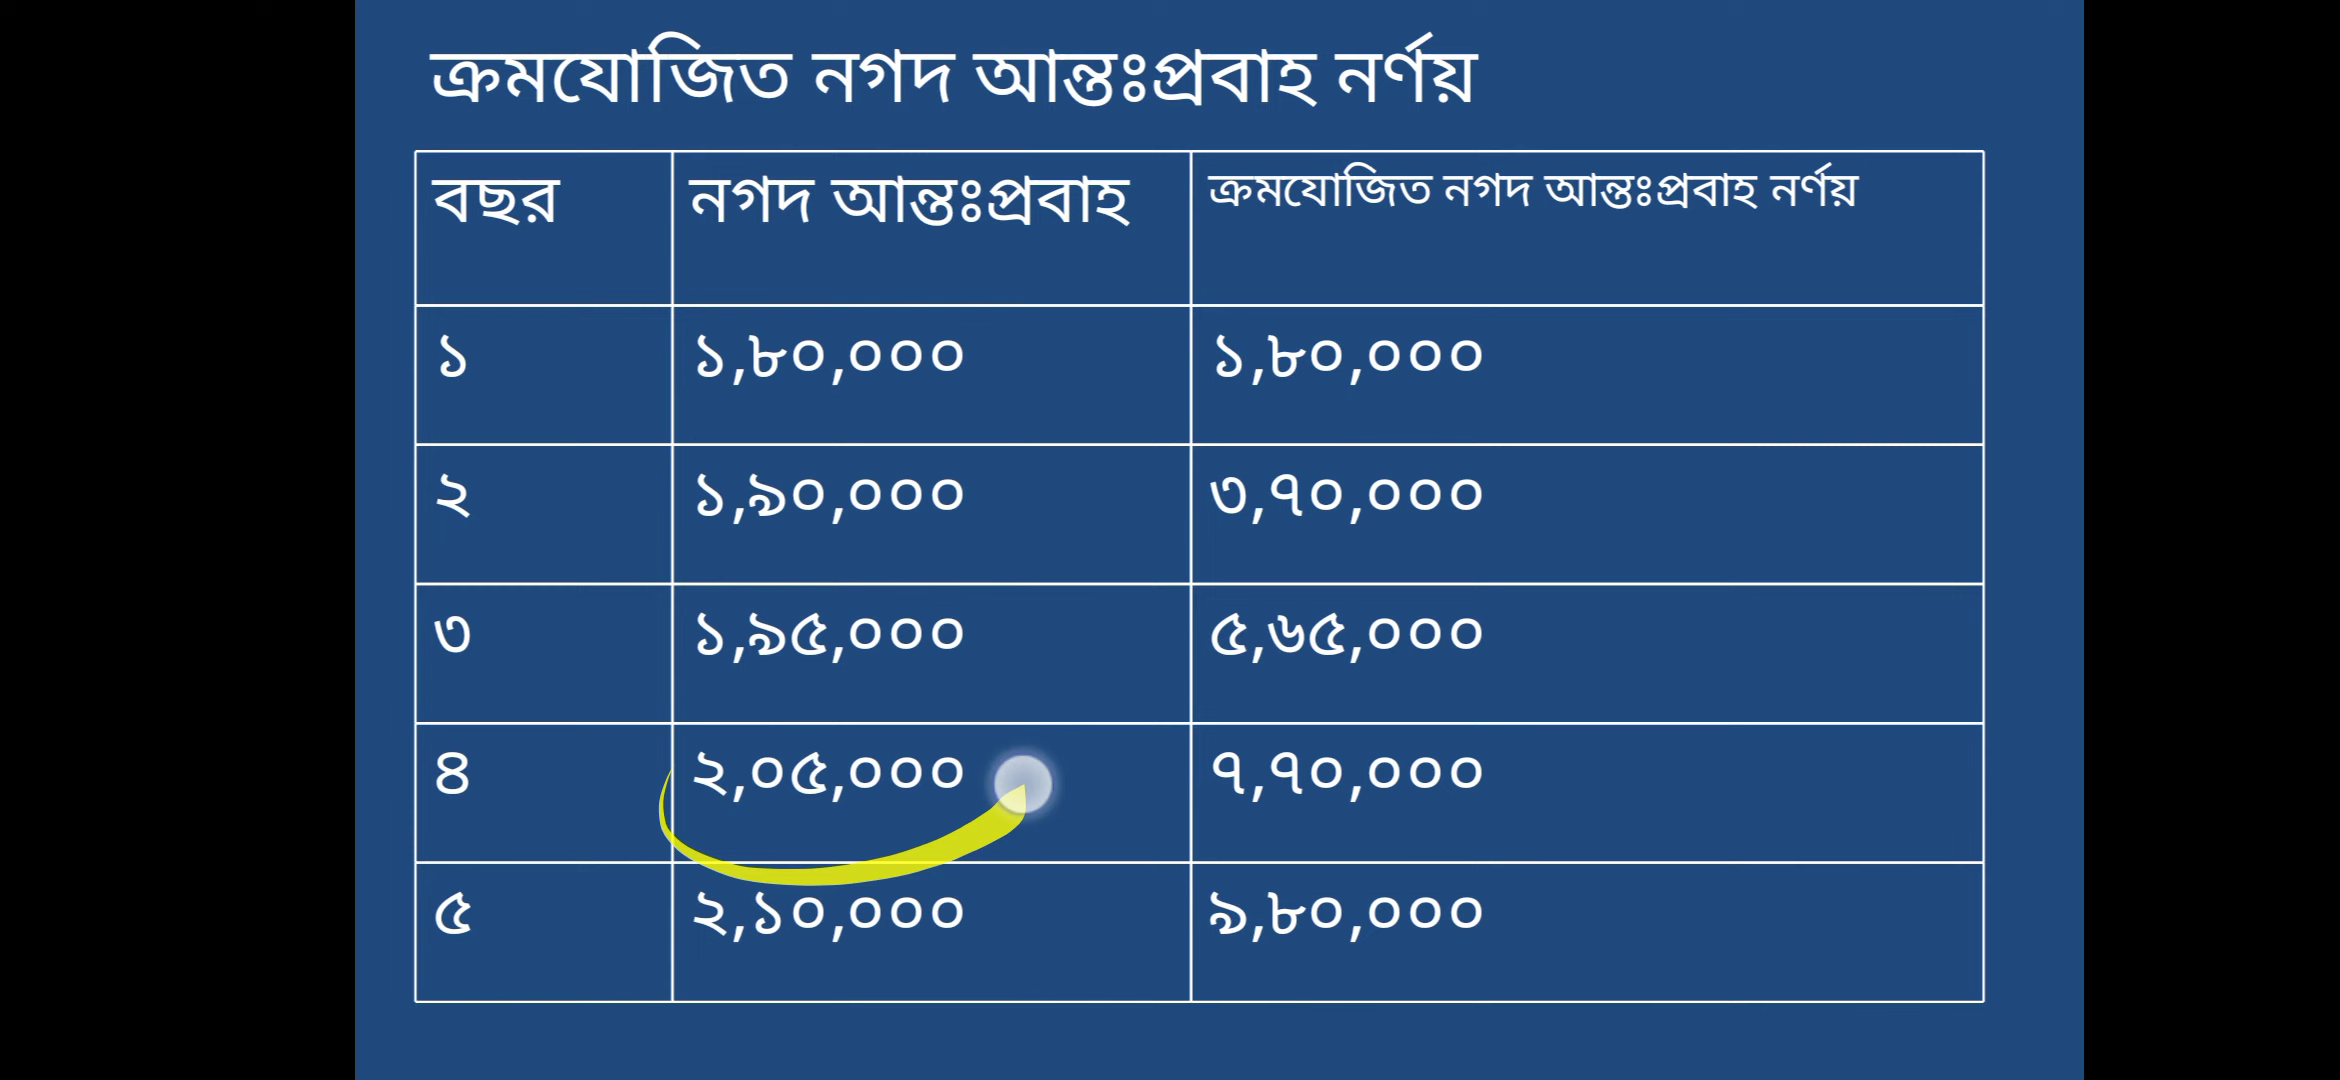 ক্রমযোজিত নগদ আন্তঃপ্রবাহ নর্ণয়
বছর নগদ আন্তঃপ্রবাহ ক্রমযোজিত নগদ আন্তঃপ্রবাহ নর্ণয়
১ ১,৮০,০০০ ১,৮০,০০০
২ ১,৯০,০০০ ৩,৭০,০০০
৩ ১,৯৫,০০০ ৫,৬৫,০০০
৪ ২,০৫,০০০ ৭,৭০,০০০
৫ ২,১০,০০০ ৯,৮০,০০০